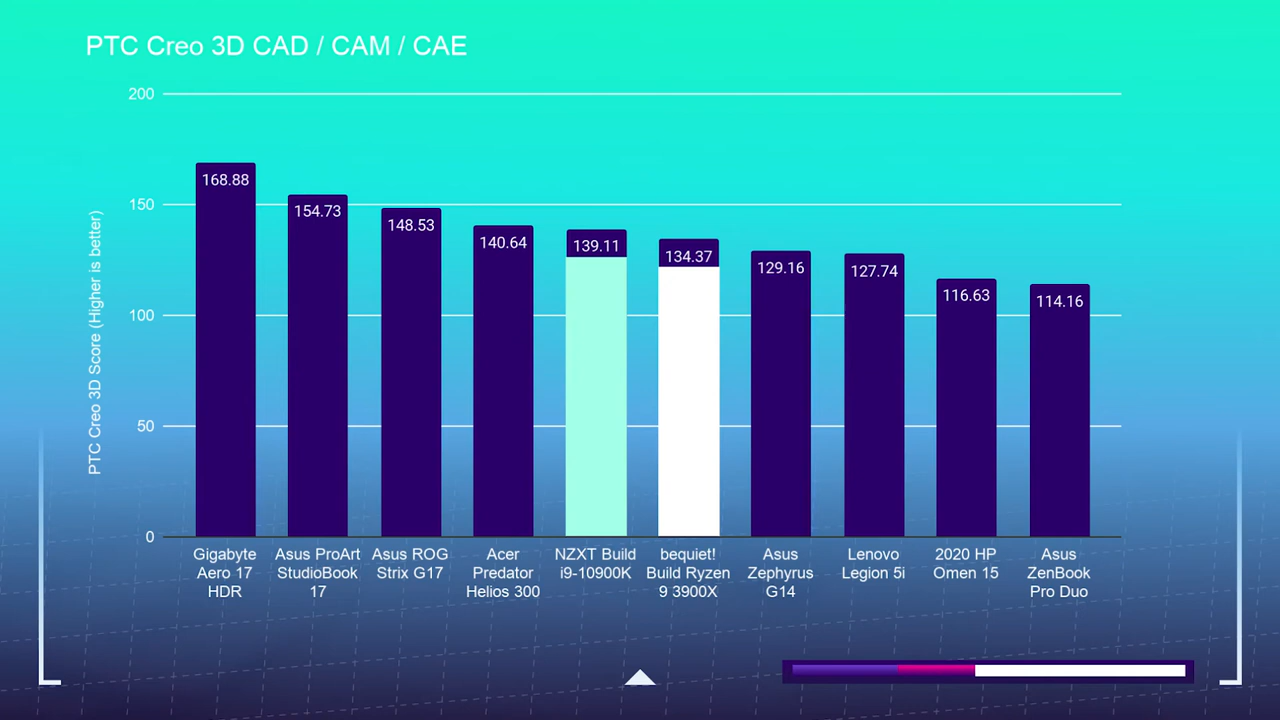 PTC Creo 3D CAD / CAM / CAE
PTC Creo 3D Score (Higher is better)
200
150
100
50
0
168.88
154.73
148.53
140.64
139.11
134.37
129.16
127.74
116.63
114.16
Gigabyte
Aero 17
HDR
Asus ProArt
StudioBook
17
Asus ROG
Strix G17
Acer
Predator
Helios 300
NZXT Build
i9-10900K
bequiet!
Build Ryzen
9 3900X
Asus
Zephyrus
G14
Lenovo
Legion 5i
2020 HP
Omen 15
Asus
ZenBook
Pro Duo